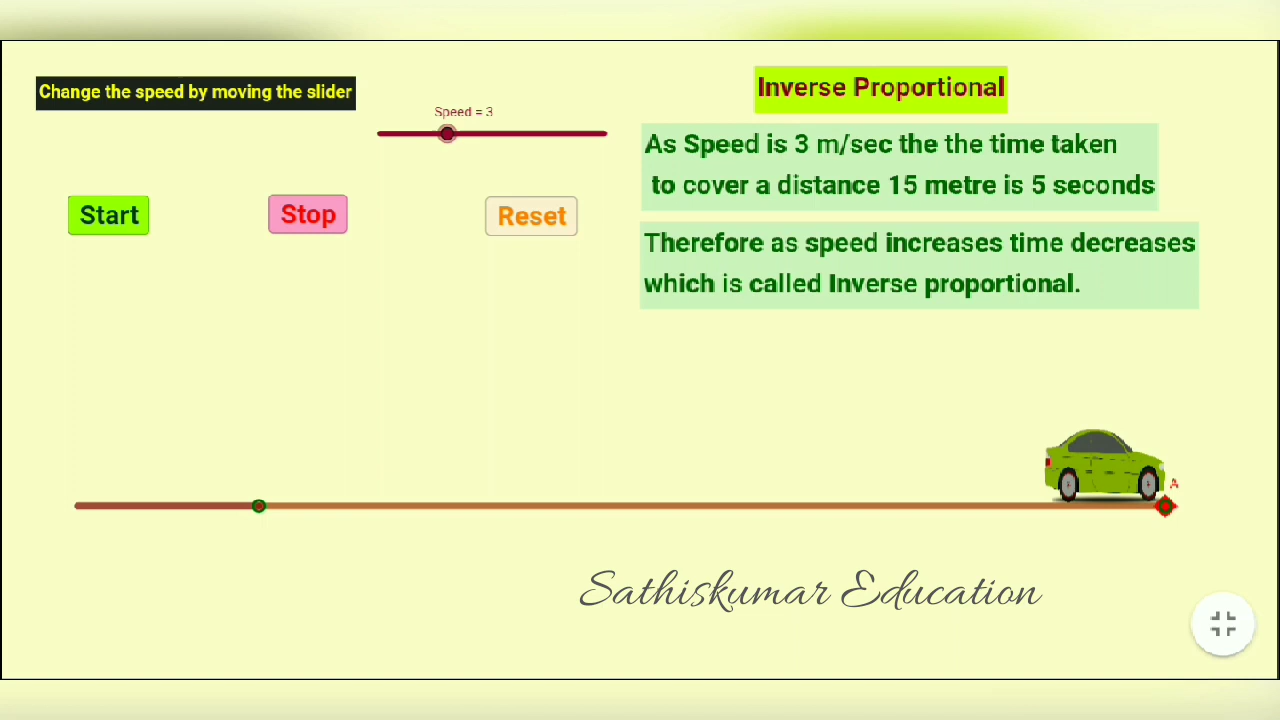 Change the speed by moving the slider
Speed = 3
Start
Stop
Reset
Inverse Proportional
As Speed is 3 m/sec the the time taken
to cover a distance 15 metre is 5 seconds
Therefore as speed increases time decreases
which is called Inverse proportional.
A
Sathiskumar Education